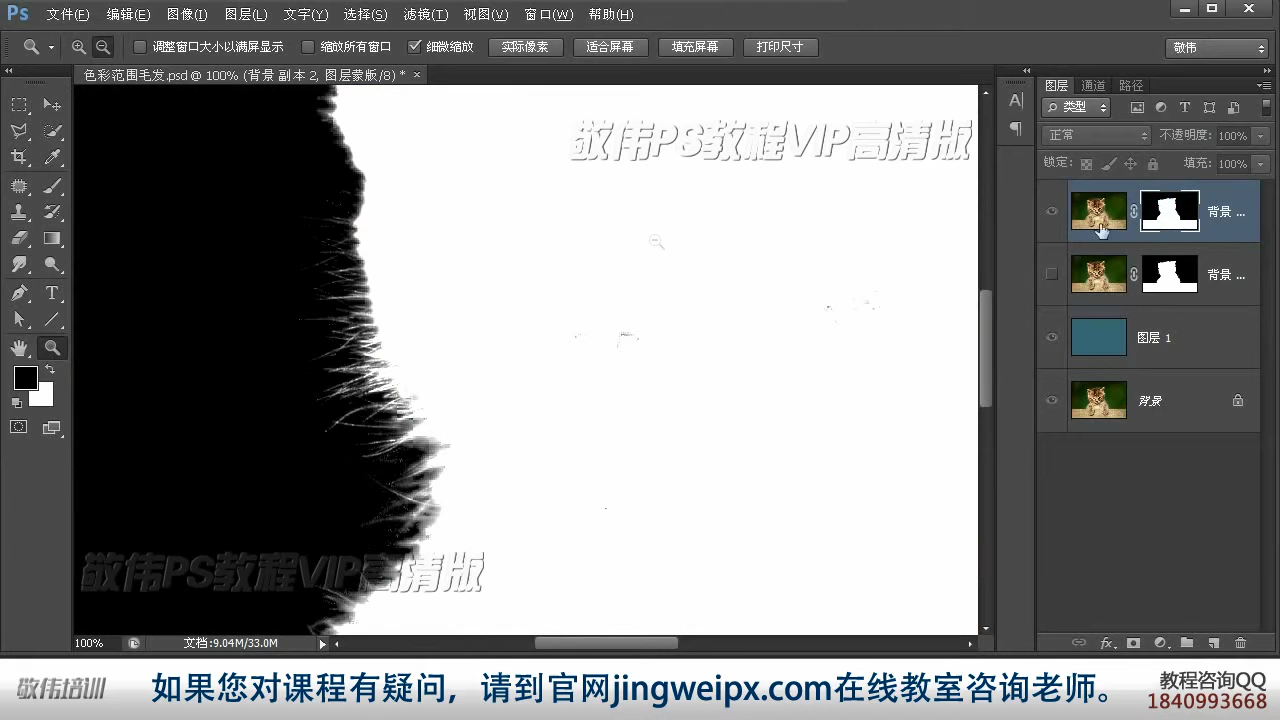 Ps 文件(F) 编辑(E) 图像(I) 图层(L) 文字(Y) 选择(S) 滤镜(T) 视图(V) 窗口(W) 帮助(H)
调整窗口大小以满屏显示 缩放所有窗口 细微缩放 实际像素 适合屏幕 填充屏幕 打印尺寸 敬伟
色彩范围毛发.psd @ 100% (背景 副本 2, 图层蒙版/8) * ×
图层 通道 路径
类型
正常 不透明度: 100%
锁定: 填充: 100%
敬伟PS教程VIP高清版
背景 ...
背景 ...
图层 1
背景
敬伟PS教程VIP高清版
100% 文档:9.04M/33.0M
敬伟培训 如果您对课程有疑问，请到官网jingweipx.com在线教室咨询老师。
教程咨询QQ
1840993668